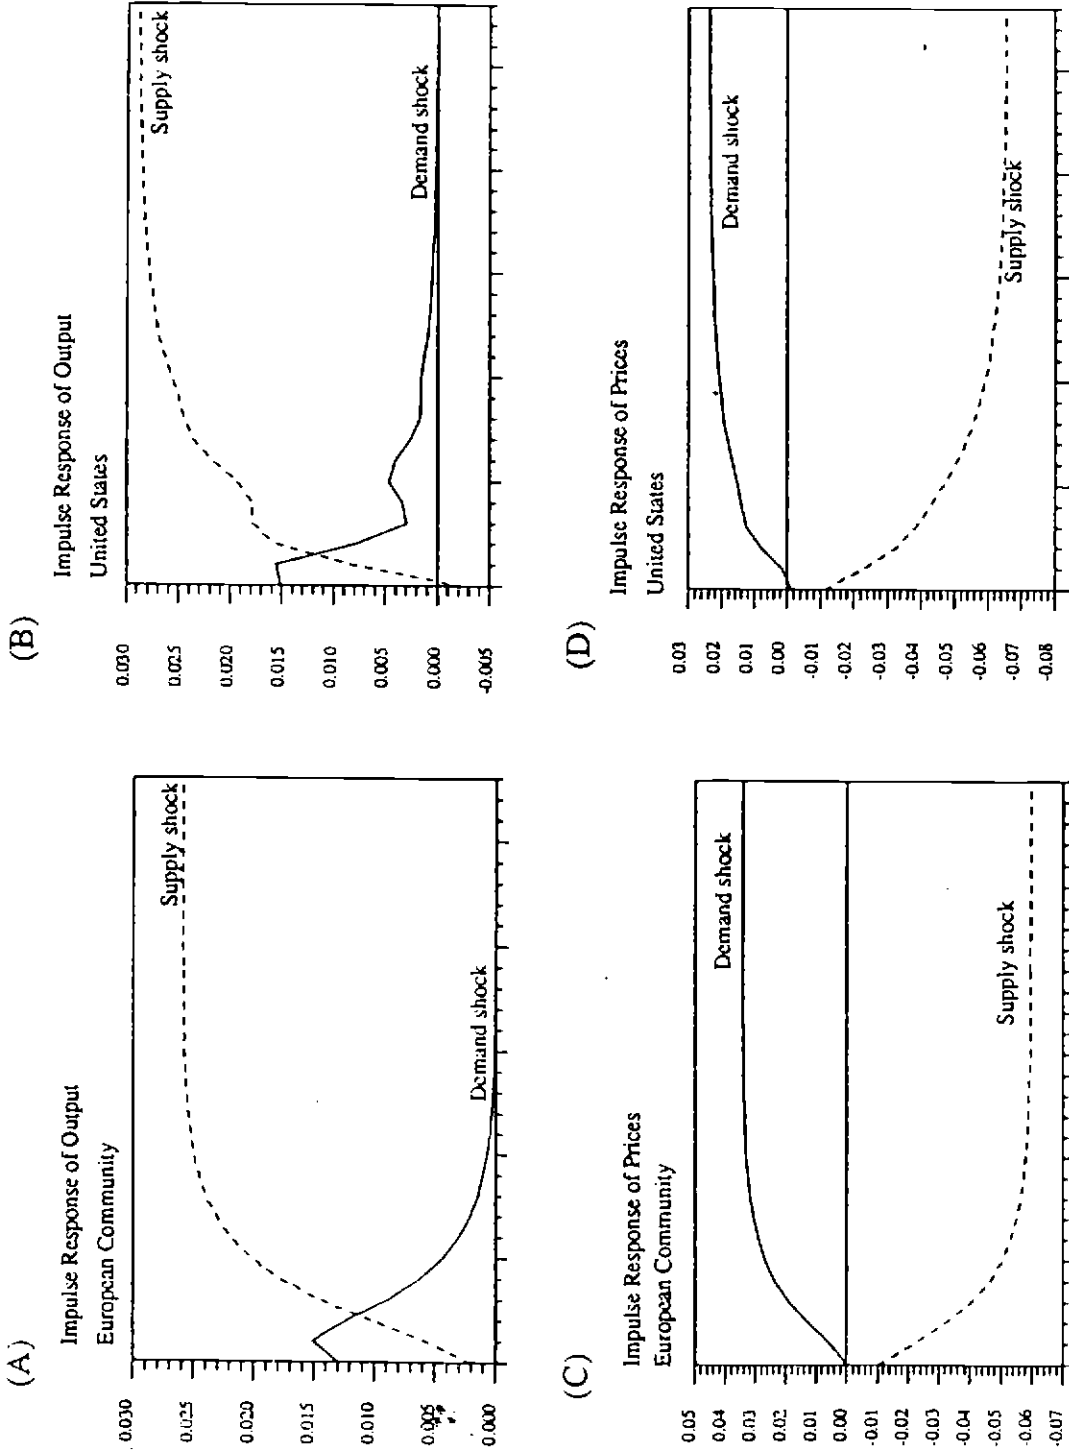 (A)
Impulse Response of Output
European Community
0.030
0.025
0.020
0.015
0.010
0.005
0.000
Supply shock
Demand shock
(B)
Impulse Response of Output
United States
0.030
0.025
0.020
0.015
0.010
0.005
0.000
-0.005
Supply shock
Demand shock
(C)
Impulse Response of Prices
European Community
0.05
0.04
0.03
0.02
0.01
0.00
-0.01
-0.02
-0.03
-0.04
-0.05
-0.06
-0.07
Demand shock
Supply shock
(D)
Impulse Response of Prices
United States
0.03
0.02
0.01
0.00
-0.01
-0.02
-0.03
-0.04
-0.05
-0.06
-0.07
-0.08
Demand shock
Supply shock